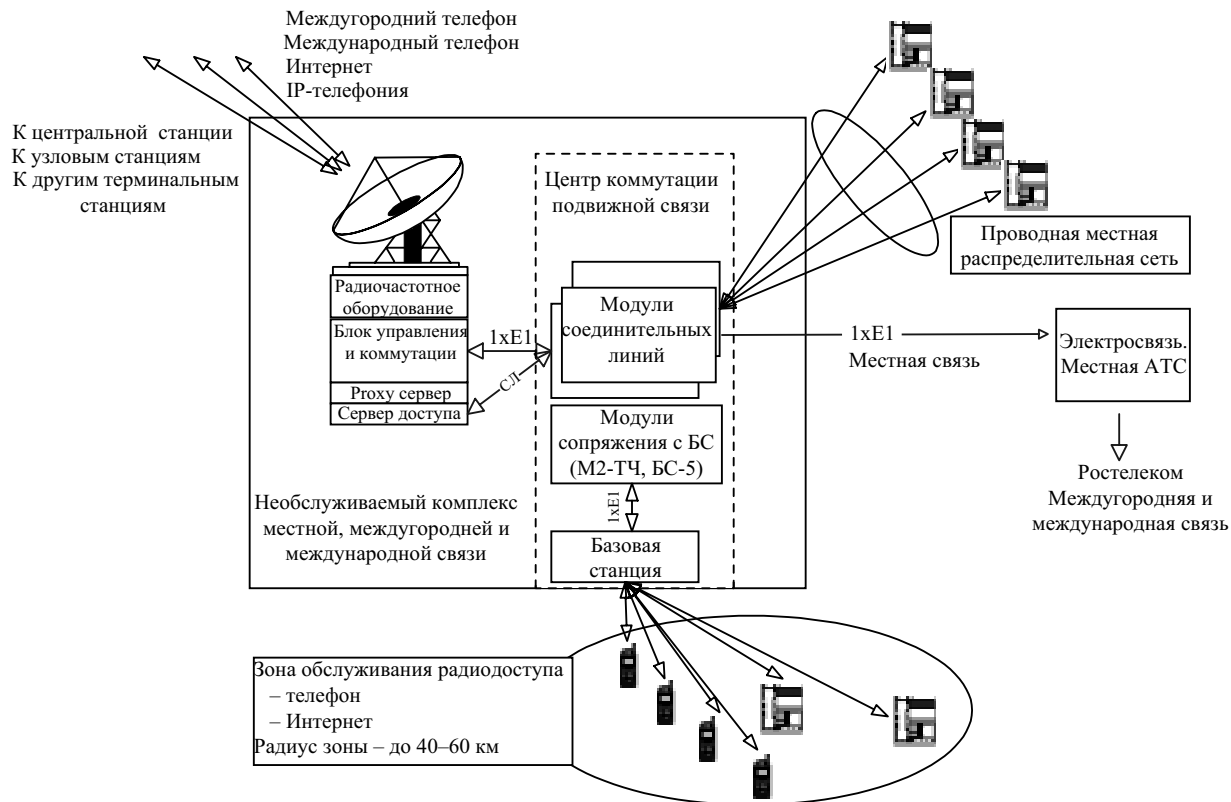 Междугородний телефон
Международный телефон
Интернет
IP-телефония
К центральной станции
К узловым станциям
К другим терминальным
станциям
Центр коммутации
подвижной связи
Проводная местная
распределительная сеть
Радиочастотное
оборудование
Блок управления
и коммутации
Proxy сервер
Сервер доступа
1xE1
СЛ
Модули
соединительных
линий
1xE1
Местная связь
Электросвязь.
Местная АТС
Модули
сопряжения с БС
(М2-ТЧ, БС-5)
1xE1
Ростелеком
Междугородняя и
международная связь
Необслуживаемый комплекс
местной, междугородней и
международной связи
Базовая
станция
Зона обслуживания радиодоступа
– телефон
– Интернет
Радиус зоны – до 40–60 км